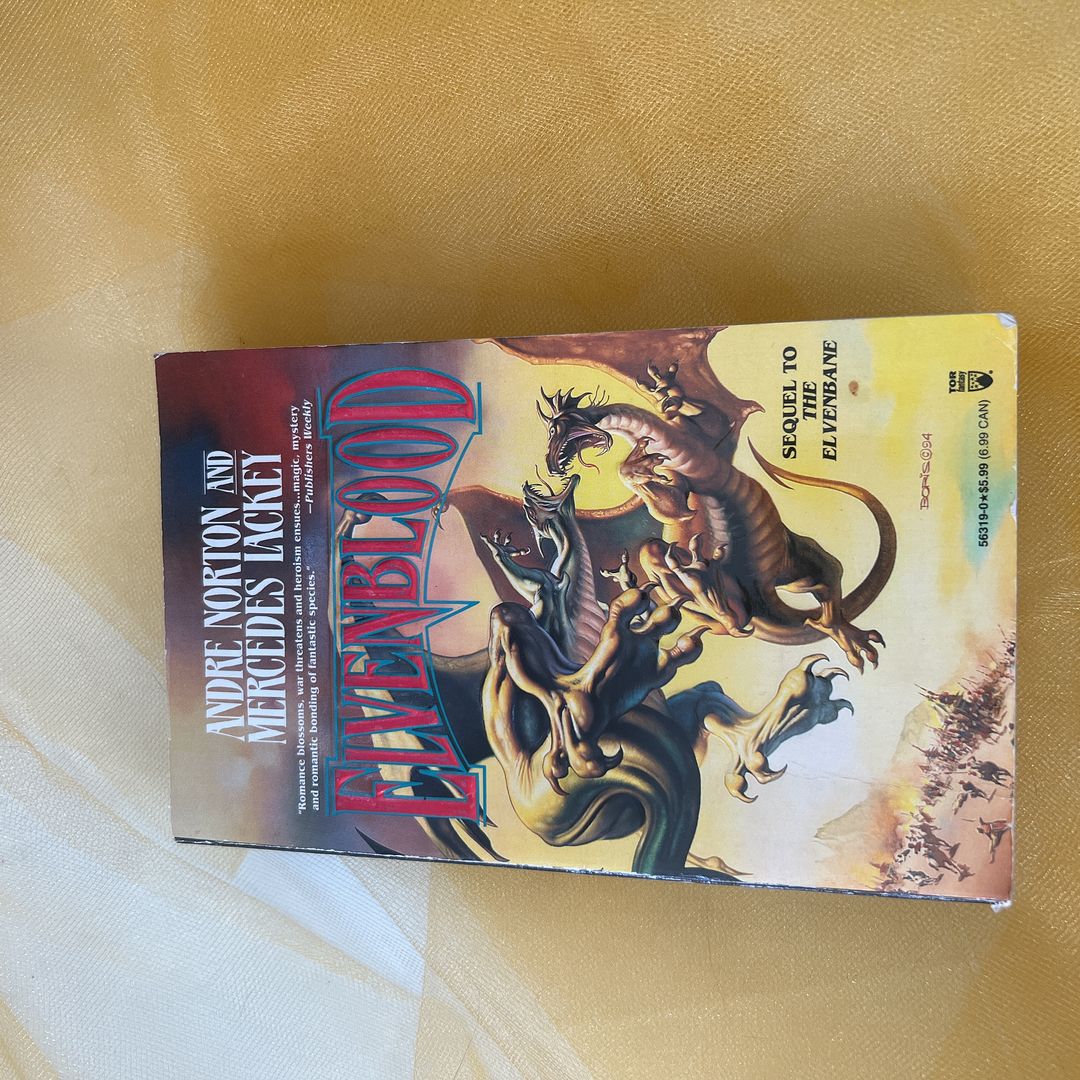 ANDRE NORTON AND
MERCEDES LACKEY
"Romance blossoms, war threatens and heroism ensues...magic, mystery
and romantic bonding of fantastic species."
—Publishers Weekly
ELVENBLOOD
SEQUEL TO
THE
ELVENBANE
BORIS©94
TOR
fantasy
56319-0★$5.99 (6.99 CAN)